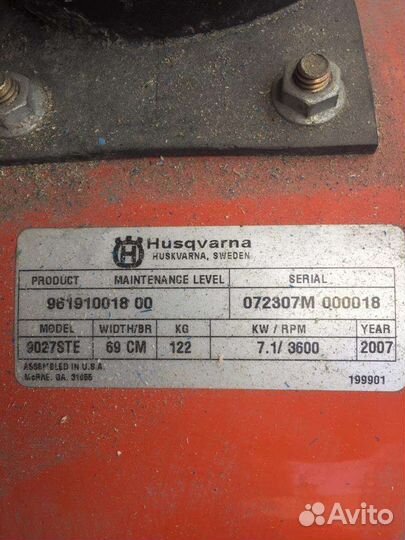 Husqvarna
HUSKVARNA, SWEDEN
PRODUCT MAINTENANCE LEVEL SERIAL
961910018 00 072307M 000018
MODEL WIDTH/BR KG KW / RPM YEAR
9027STE 69 CM 122 7.1/ 3600 2007
ASSEMBLED IN U.S.A.
McRAE, GA. 31055 199901
Avito